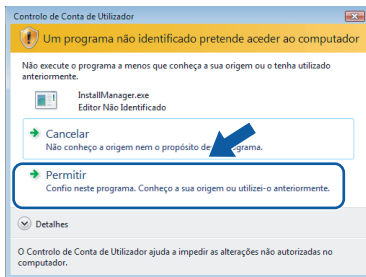 Controlo de Conta de Utilizador
Um programa não identificado pretende aceder ao computador
Não execute o programa a menos que conheça a sua origem ou o tenha utilizado
anteriormente.
InstallManager.exe
Editor Não Identificado
Cancelar
Não conheço a origem nem o propósito de
Permitir
Confio neste programa. Conheço a sua origem ou utilizei-o anteriormente.
Detalhes
O Controlo de Conta de Utilizador ajuda a impedir as alterações não autorizadas no
computador.